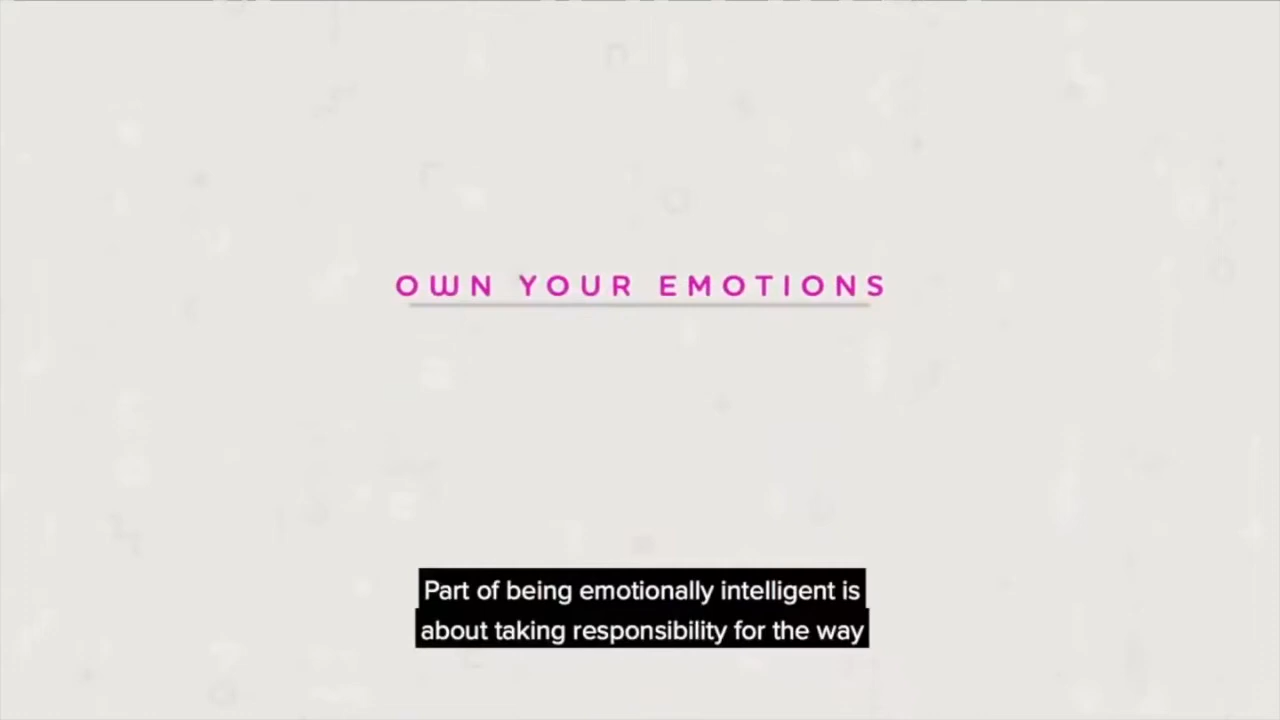 OWN YOUR EMOTIONS
Part of being emotionally intelligent is
about taking responsibility for the way